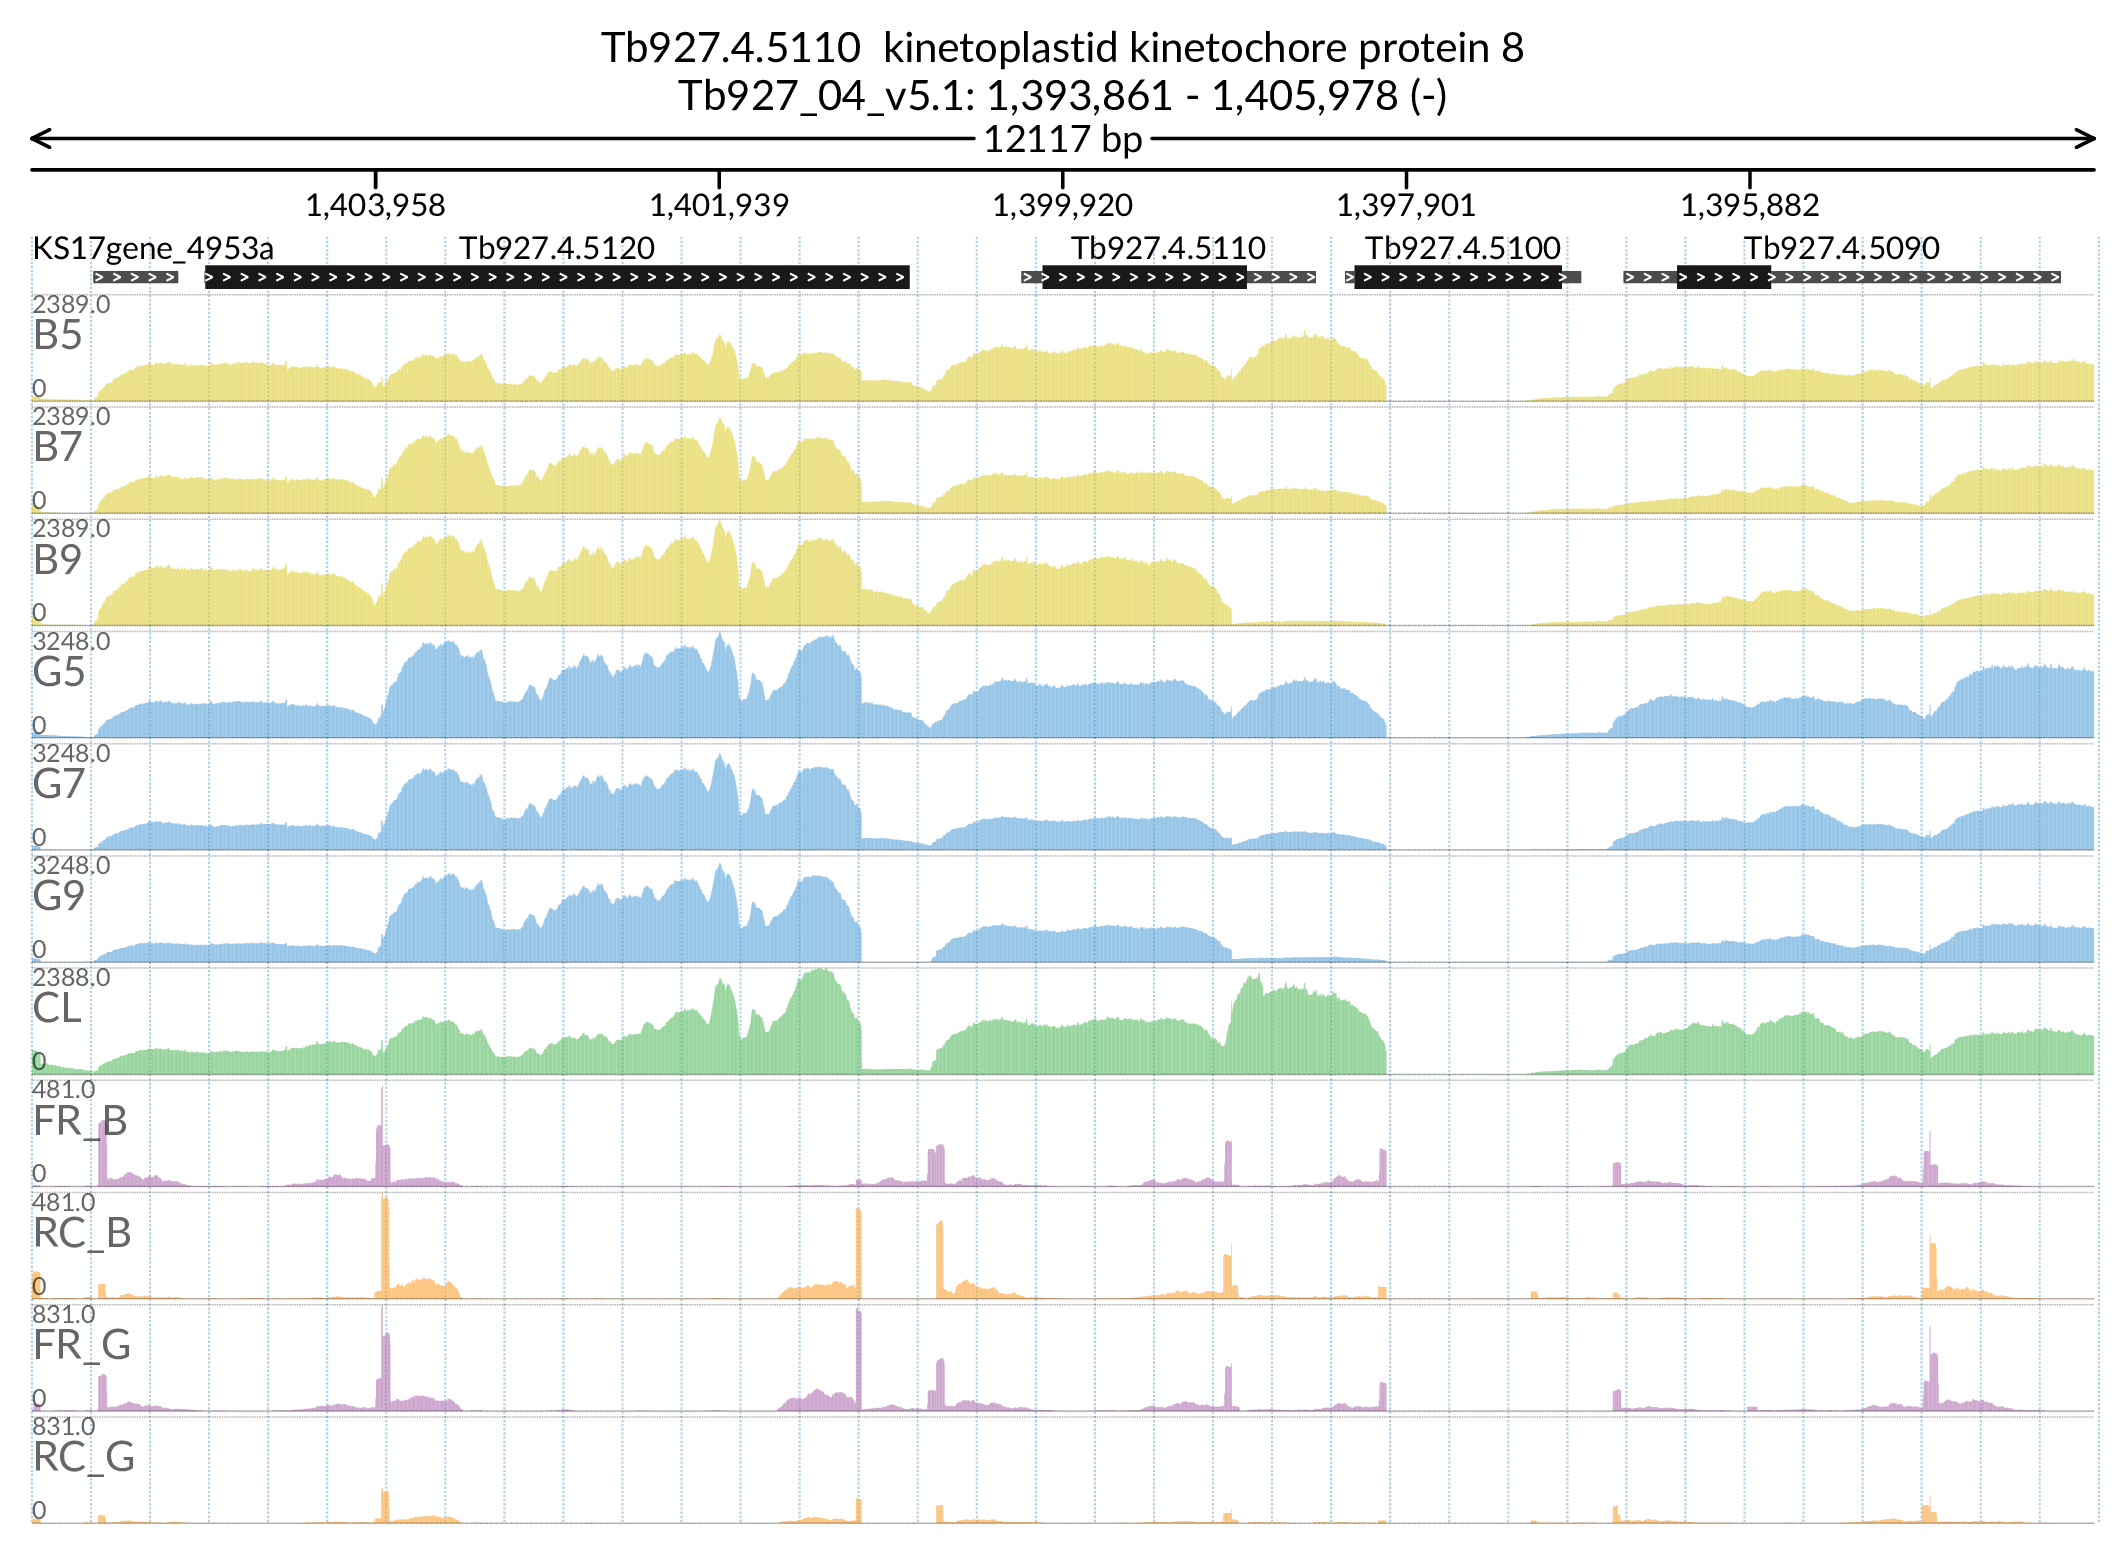 Tb927.4.5110 kinetoplastid kinetochore protein 8
Tb927_04_v5.1: 1,393,861 - 1,405,978 (-)
12117 bp
1,403,958 1,401,939 1,399,920 1,397,901 1,395,882
KS17gene_4953a Tb927.4.5120 Tb927.4.5110 Tb927.4.5100 Tb927.4.5090
2389.0
B5
0
2389.0
B7
0
2389.0
B9
0
3248.0
G5
0
3248.0
G7
0
3248.0
G9
0
2388.0
CL
0
481.0
FR_B
0
481.0
RC_B
0
831.0
FR_G
0
831.0
RC_G
0